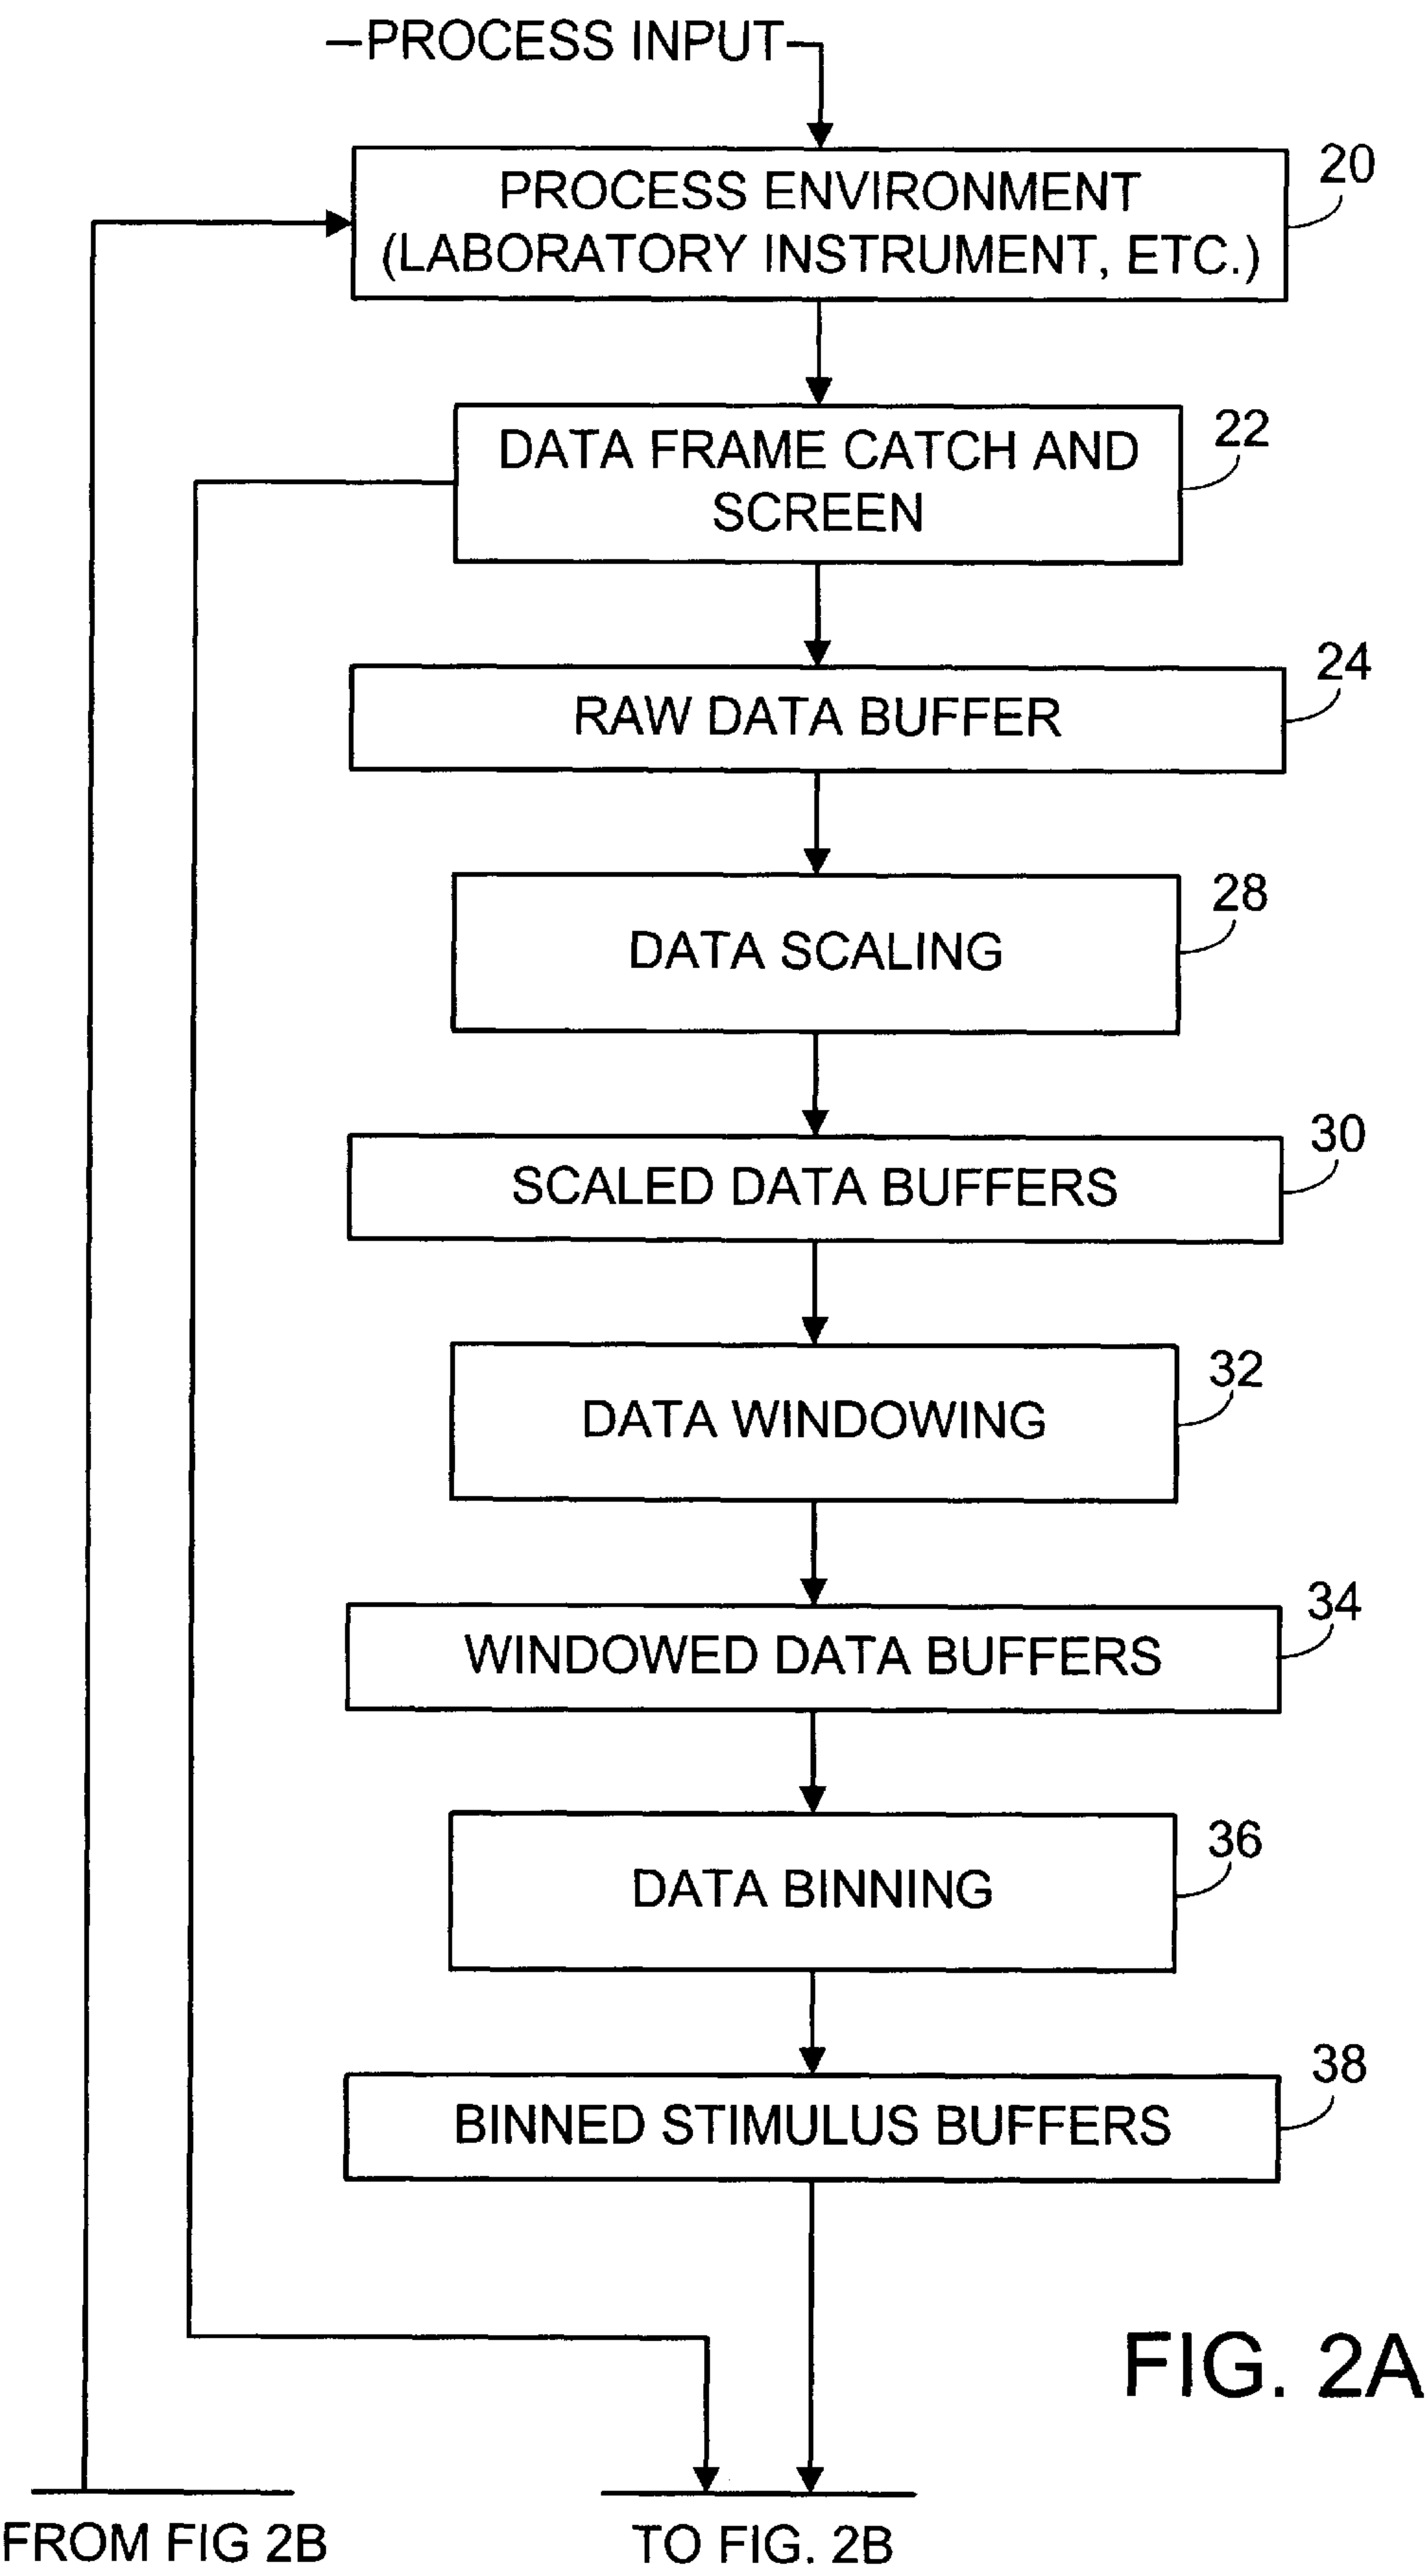 PROCESS INPUT
PROCESS ENVIRONMENT
(LABORATORY INSTRUMENT, ETC.)
20
DATA FRAME CATCH AND
SCREEN
22
RAW DATA BUFFER
24
DATA SCALING
28
SCALED DATA BUFFERS
30
DATA WINDOWING
32
WINDOWED DATA BUFFERS
34
DATA BINNING
36
BINNED STIMULUS BUFFERS
38
FIG. 2A
FROM FIG 2B
TO FIG. 2B